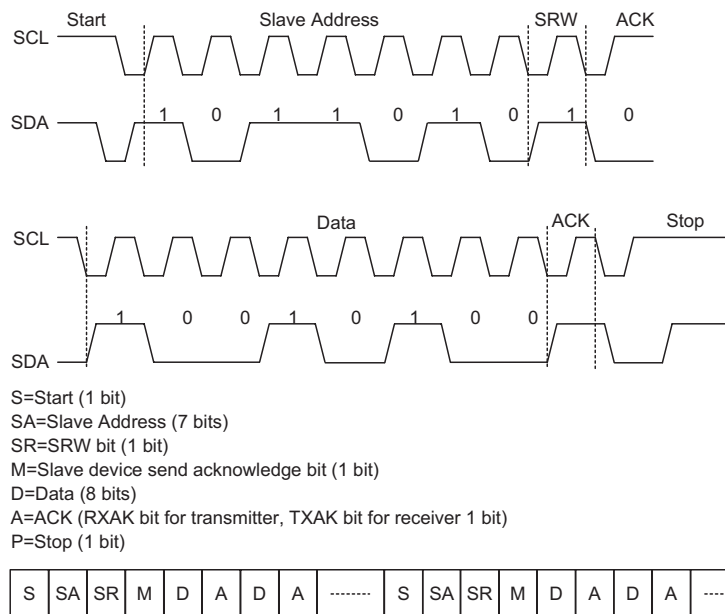 Start Slave Address SRW ACK
SCL
1 0 1 1 0 1 0 1 0
SDA
Data ACK Stop
SCL
1 0 0 1 0 1 0 0
SDA
S=Start (1 bit)
SA=Slave Address (7 bits)
SR=SRW bit (1 bit)
M=Slave device send acknowledge bit (1 bit)
D=Data (8 bits)
A=ACK (RXAK bit for transmitter, TXAK bit for receiver 1 bit)
P=Stop (1 bit)
S SA SR M D A D A ........ S SA SR M D A D A ....